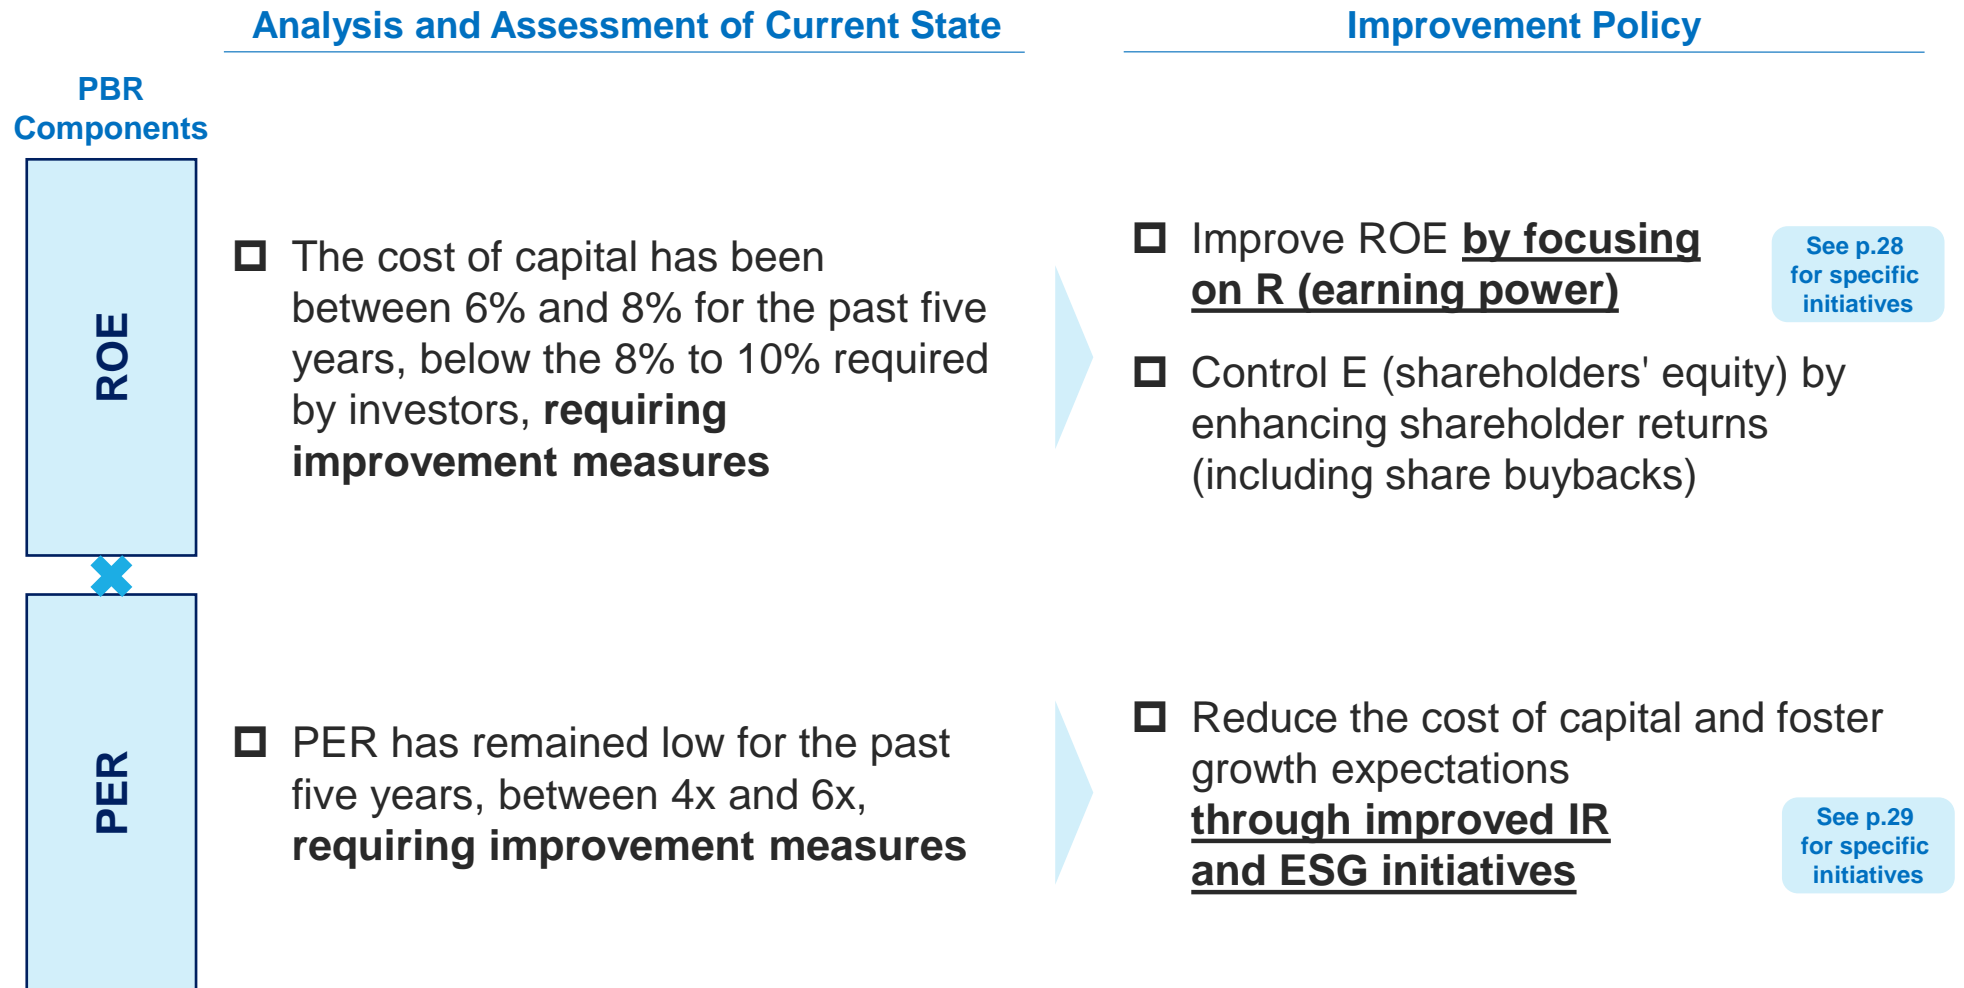 Analysis and Assessment of Current State
Improvement Policy
PBR
Components
ROE
The cost of capital has been
between 6% and 8% for the past five
years, below the 8% to 10% required
by investors, requiring
improvement measures
Improve ROE by focusing
on R (earning power)
See p.28
for specific
initiatives
Control E (shareholders' equity) by
enhancing shareholder returns
(including share buybacks)
PER
PER has remained low for the past
five years, between 4x and 6x,
requiring improvement measures
Reduce the cost of capital and foster
growth expectations
through improved IR
and ESG initiatives
See p.29
for specific
initiatives